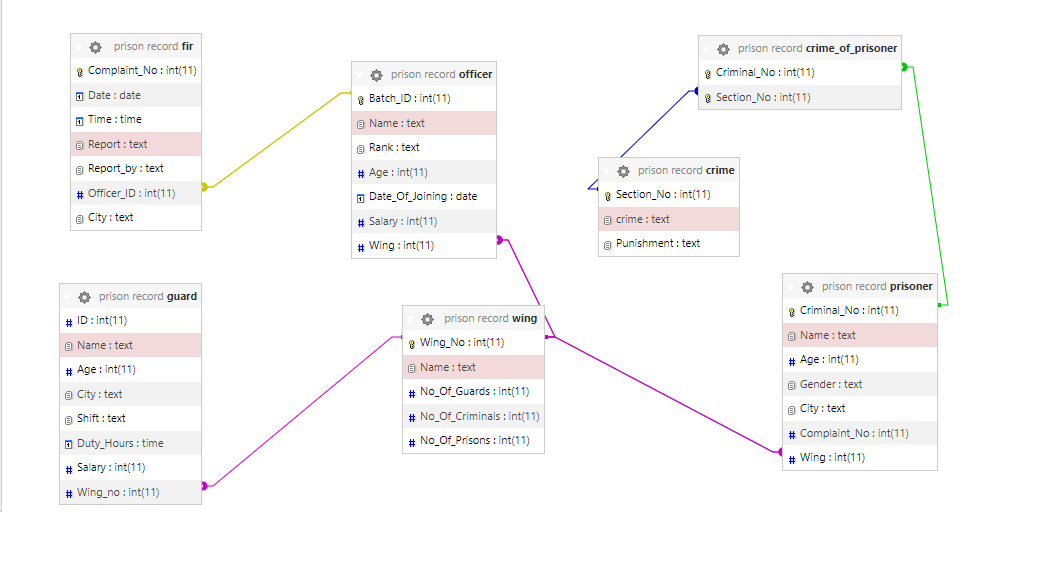 prison record fir
Complaint_No : int(11)
Date : date
Time : time
Report : text
Report_by : text
Officer_ID : int(11)
City : text
prison record officer
Batch_ID : int(11)
Name : text
Rank : text
Age : int(11)
Date_Of_Joining : date
Salary : int(11)
Wing : int(11)
prison record crime_of_prisoner
Criminal_No : int(11)
Section_No : int(11)
prison record crime
Section_No : int(11)
crime : text
Punishment : text
prison record guard
ID : int(11)
Name : text
Age : int(11)
City : text
Shift : text
Duty_Hours : time
Salary : int(11)
Wing_no : int(11)
prison record wing
Wing_No : int(11)
Name : text
No_Of_Guards : int(11)
No_Of_Criminals : int(11)
No_Of_Prisons : int(11)
prison record prisoner
Criminal_No : int(11)
Name : text
Age : int(11)
Gender : text
City : text
Complaint_No : int(11)
Wing : int(11)